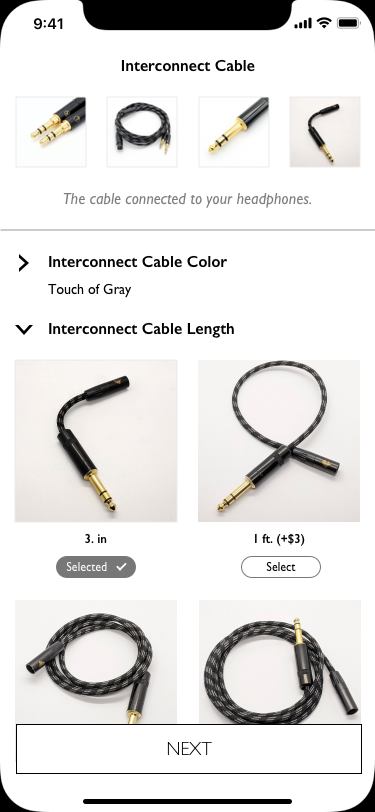 9:41
Interconnect Cable
The cable connected to your headphones.
Interconnect Cable Color
Touch of Gray
Interconnect Cable Length
3. in
1 ft. (+$3)
Selected
Select
NEXT